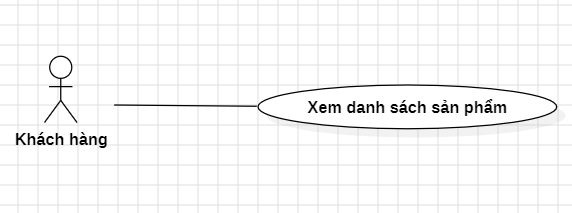 Xem danh sách sản phẩm
Khách hàng